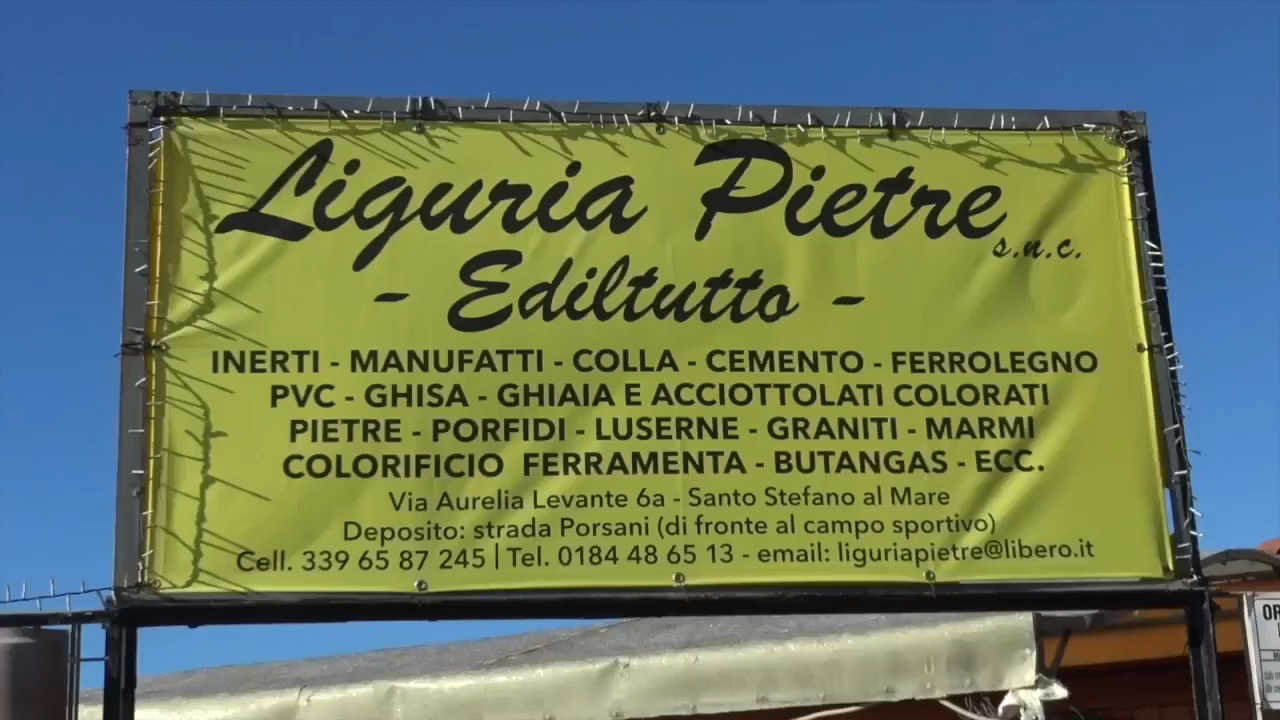 Liguria Pietre s.n.c.
- Ediltutto -
INERTI - MANUFATTI - COLLA - CEMENTO - FERROLEGNO
PVC - GHISA - GHIAIA E ACCIOTTOLATI COLORATI
PIETRE - PORFIDI - LUSERNE - GRANITI - MARMI
COLORIFICIO FERRAMENTA - BUTANGAS - ECC.
Via Aurelia Levante 6a - Santo Stefano al Mare
Deposito: strada Porsani (di fronte al campo sportivo)
Cell. 339 65 87 245 | Tel. 0184 48 65 13 - email: liguriapietre@libero.it